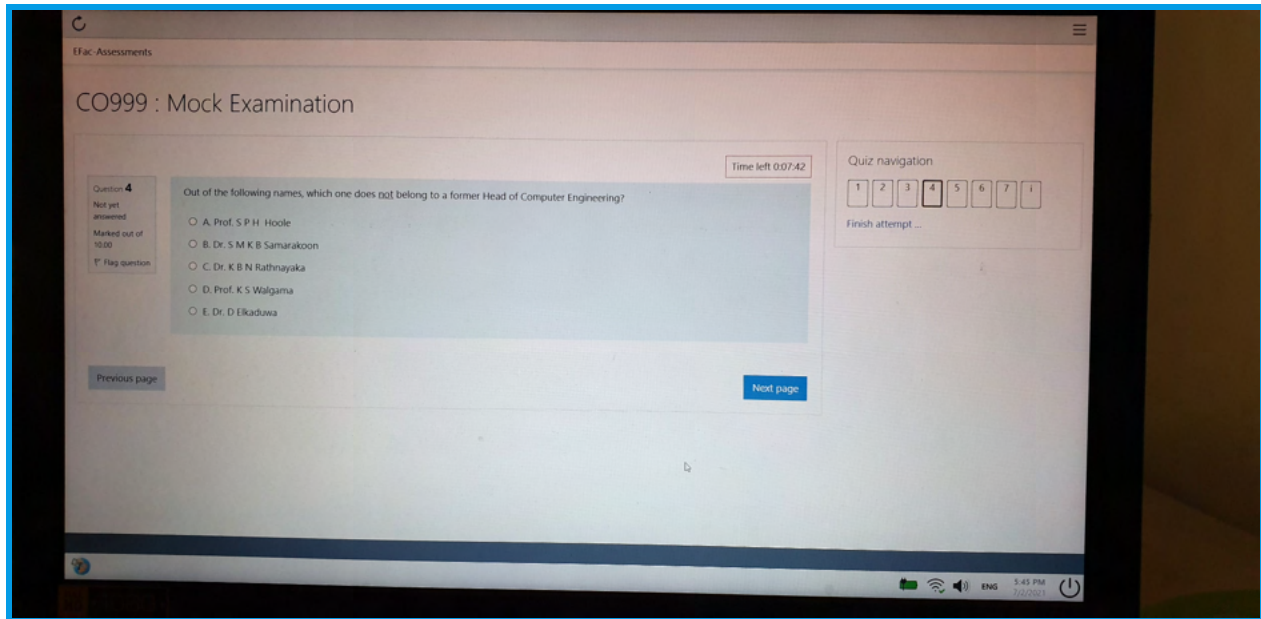 EFac-Assessments
CO999 : Mock Examination
Time left 0:07:42
Question 4
Not yet
answered
Marked out of
10.00
Flag question
Out of the following names, which one does not belong to a former Head of Computer Engineering?
A. Prof. S P H Hoole
B. Dr. S M K B Samarakoon
C. Dr. K B N Rathnayaka
D. Prof. K S Walgama
E. Dr. D Elkaduwa
Previous page
Next page
Quiz navigation
1 2 3 4 5 6 7 i
Finish attempt ...
ENG
5:45 PM
7/2/2021